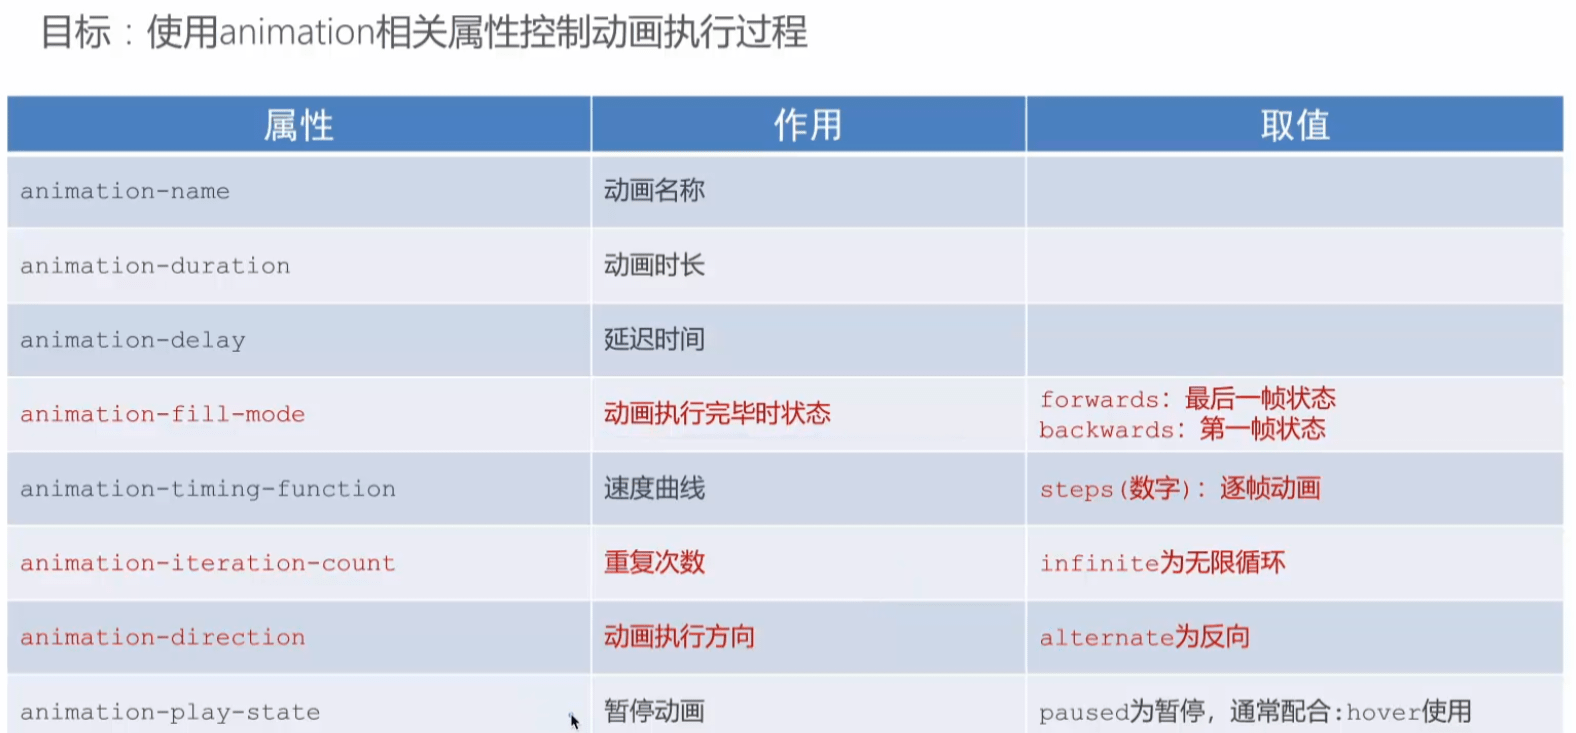 目标：使用animation相关属性控制动画执行过程
属性 作用 取值
animation-name 动画名称
animation-duration 动画时长
animation-delay 延迟时间
animation-fill-mode 动画执行完毕时状态 forwards：最后一帧状态
backwards：第一帧状态
animation-timing-function 速度曲线 steps(数字)：逐帧动画
animation-iteration-count 重复次数 infinite为无限循环
animation-direction 动画执行方向 alternate为反向
animation-play-state 暂停动画 paused为暂停，通常配合:hover使用